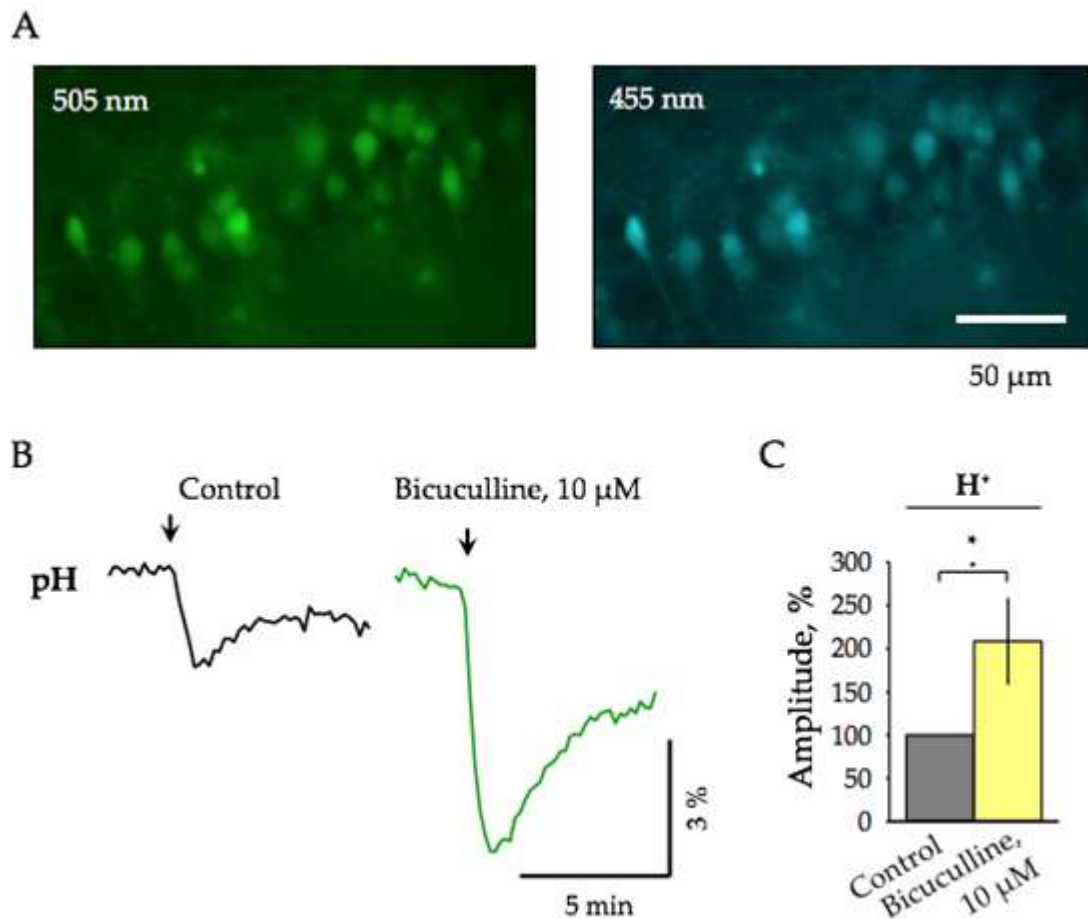 A
505 nm
455 nm
50 µm
B
Control
Bicuculline, 10 µM
pH
3 %
5 min
C
H⁺
*
Amplitude, %
300
250
200
150
100
50
0
Control
Bicuculline,
10 µM